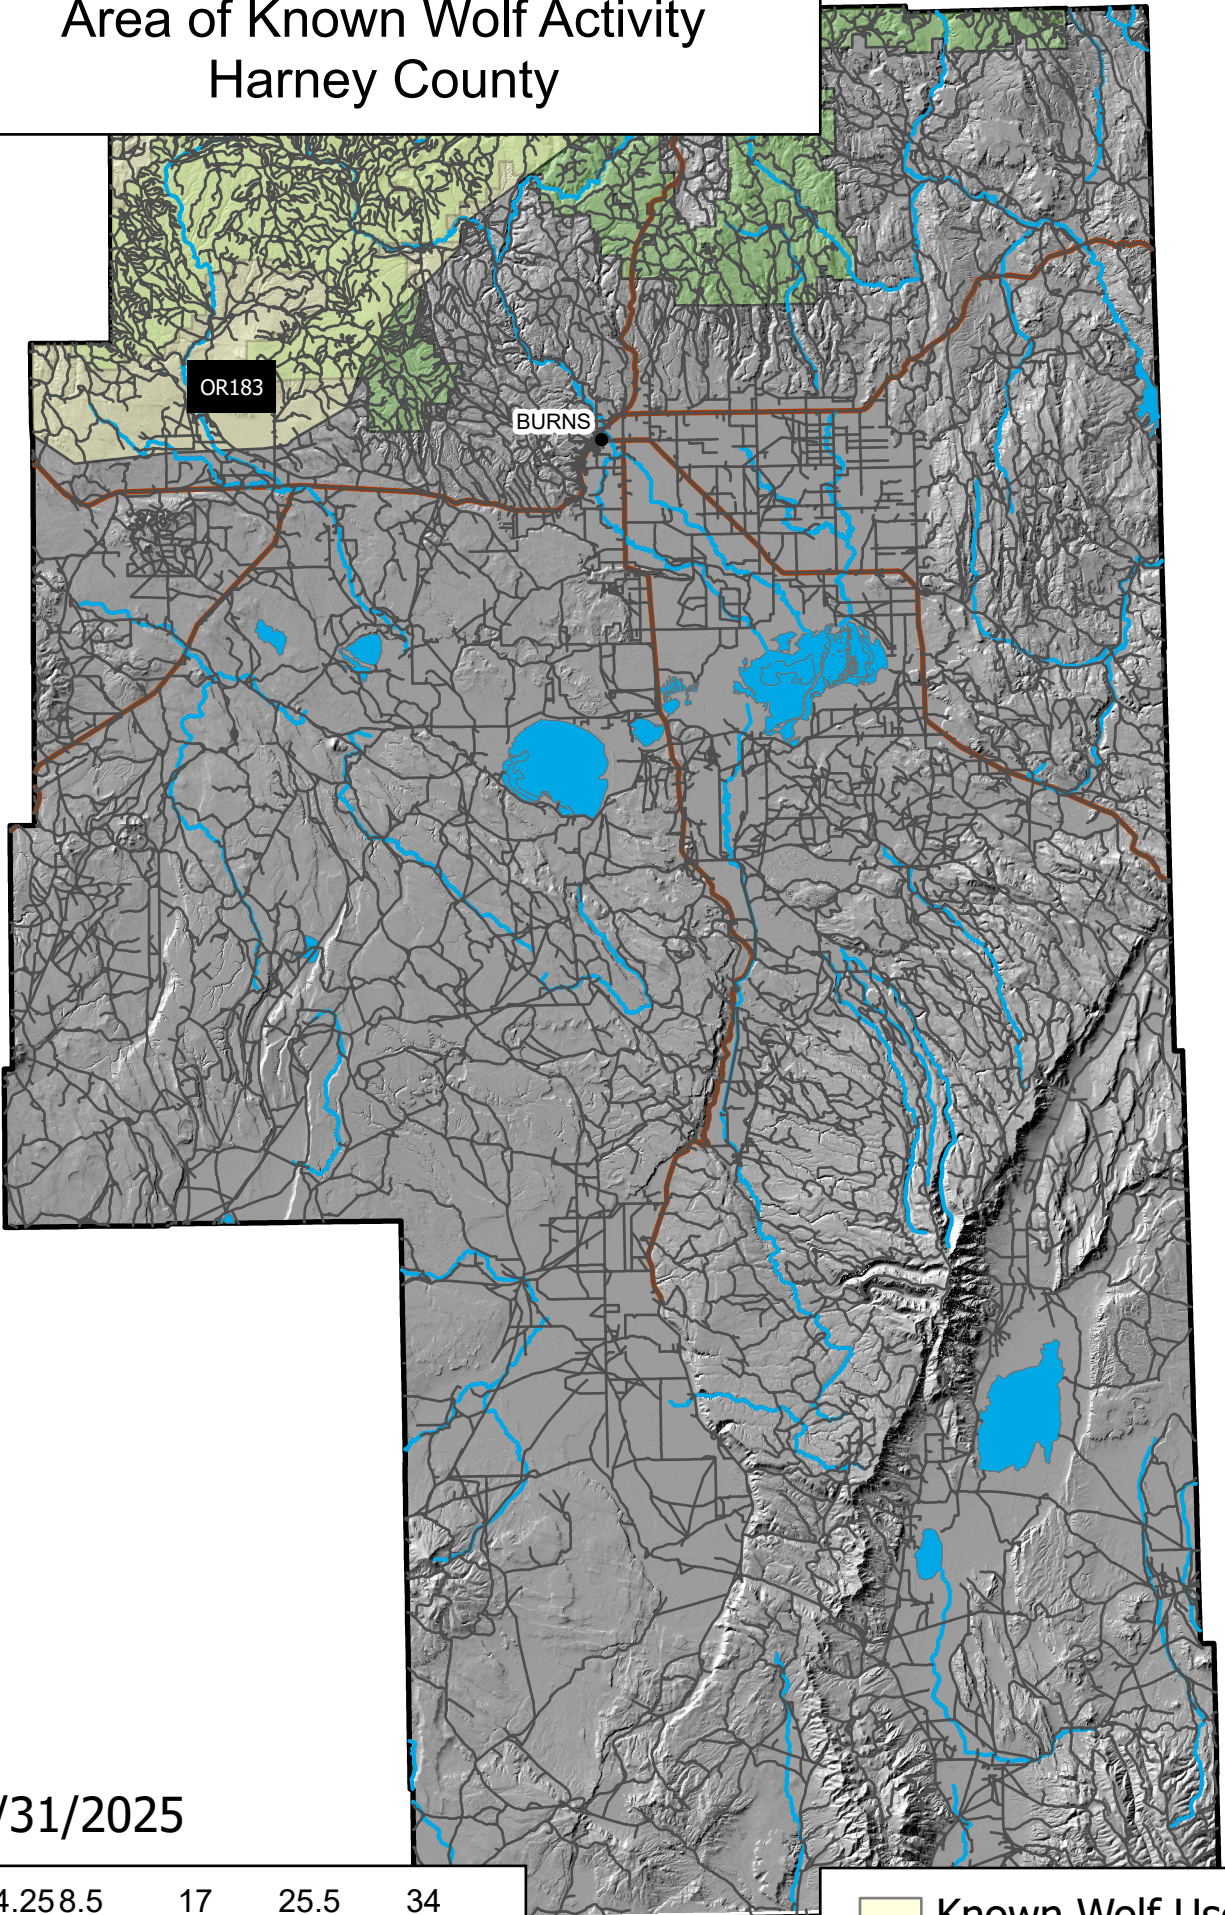 Area of Known Wolf Activity
Harney County
OR183
BURNS
/31/2025
4.25 8.5 17 25.5 34
Known Wolf Use